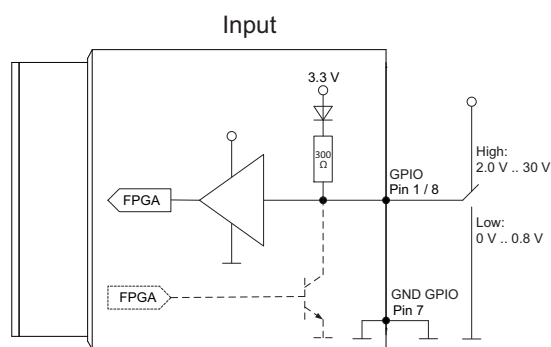 Input
3.3 V
300
Ω
GPIO
Pin 1 / 8
High:
2.0 V .. 30 V
FPGA
Low:
0 V .. 0.8 V
FPGA
GND GPIO
Pin 7